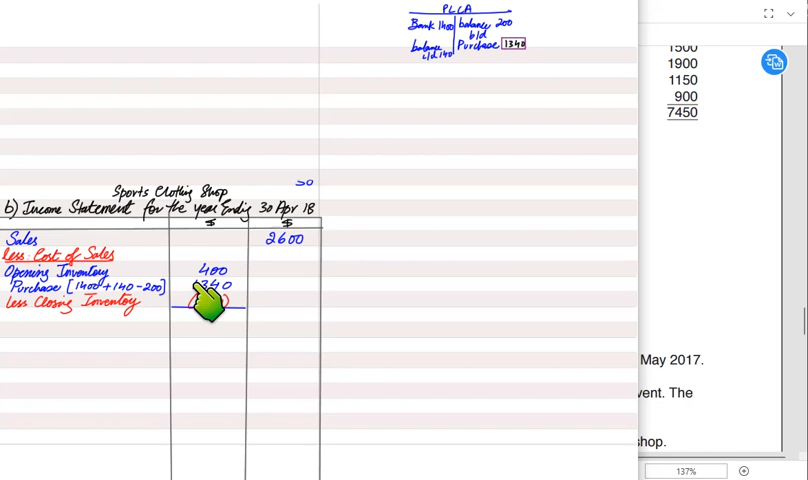 PLCA
Bank 1400 balance 200
b/d
balance Purchase 1340
c/d 140
1500
1900
1150
900
7450
Sports Clothing Shop
b) Income Statement for the year Ending 30 Apr 18
$ $
Sales 2600
less: Cost of Sales
Opening Inventory 400
Purchase [1400+140-200] 1340
less Closing Inventory
May 2017.
vent. The
shop.
137%